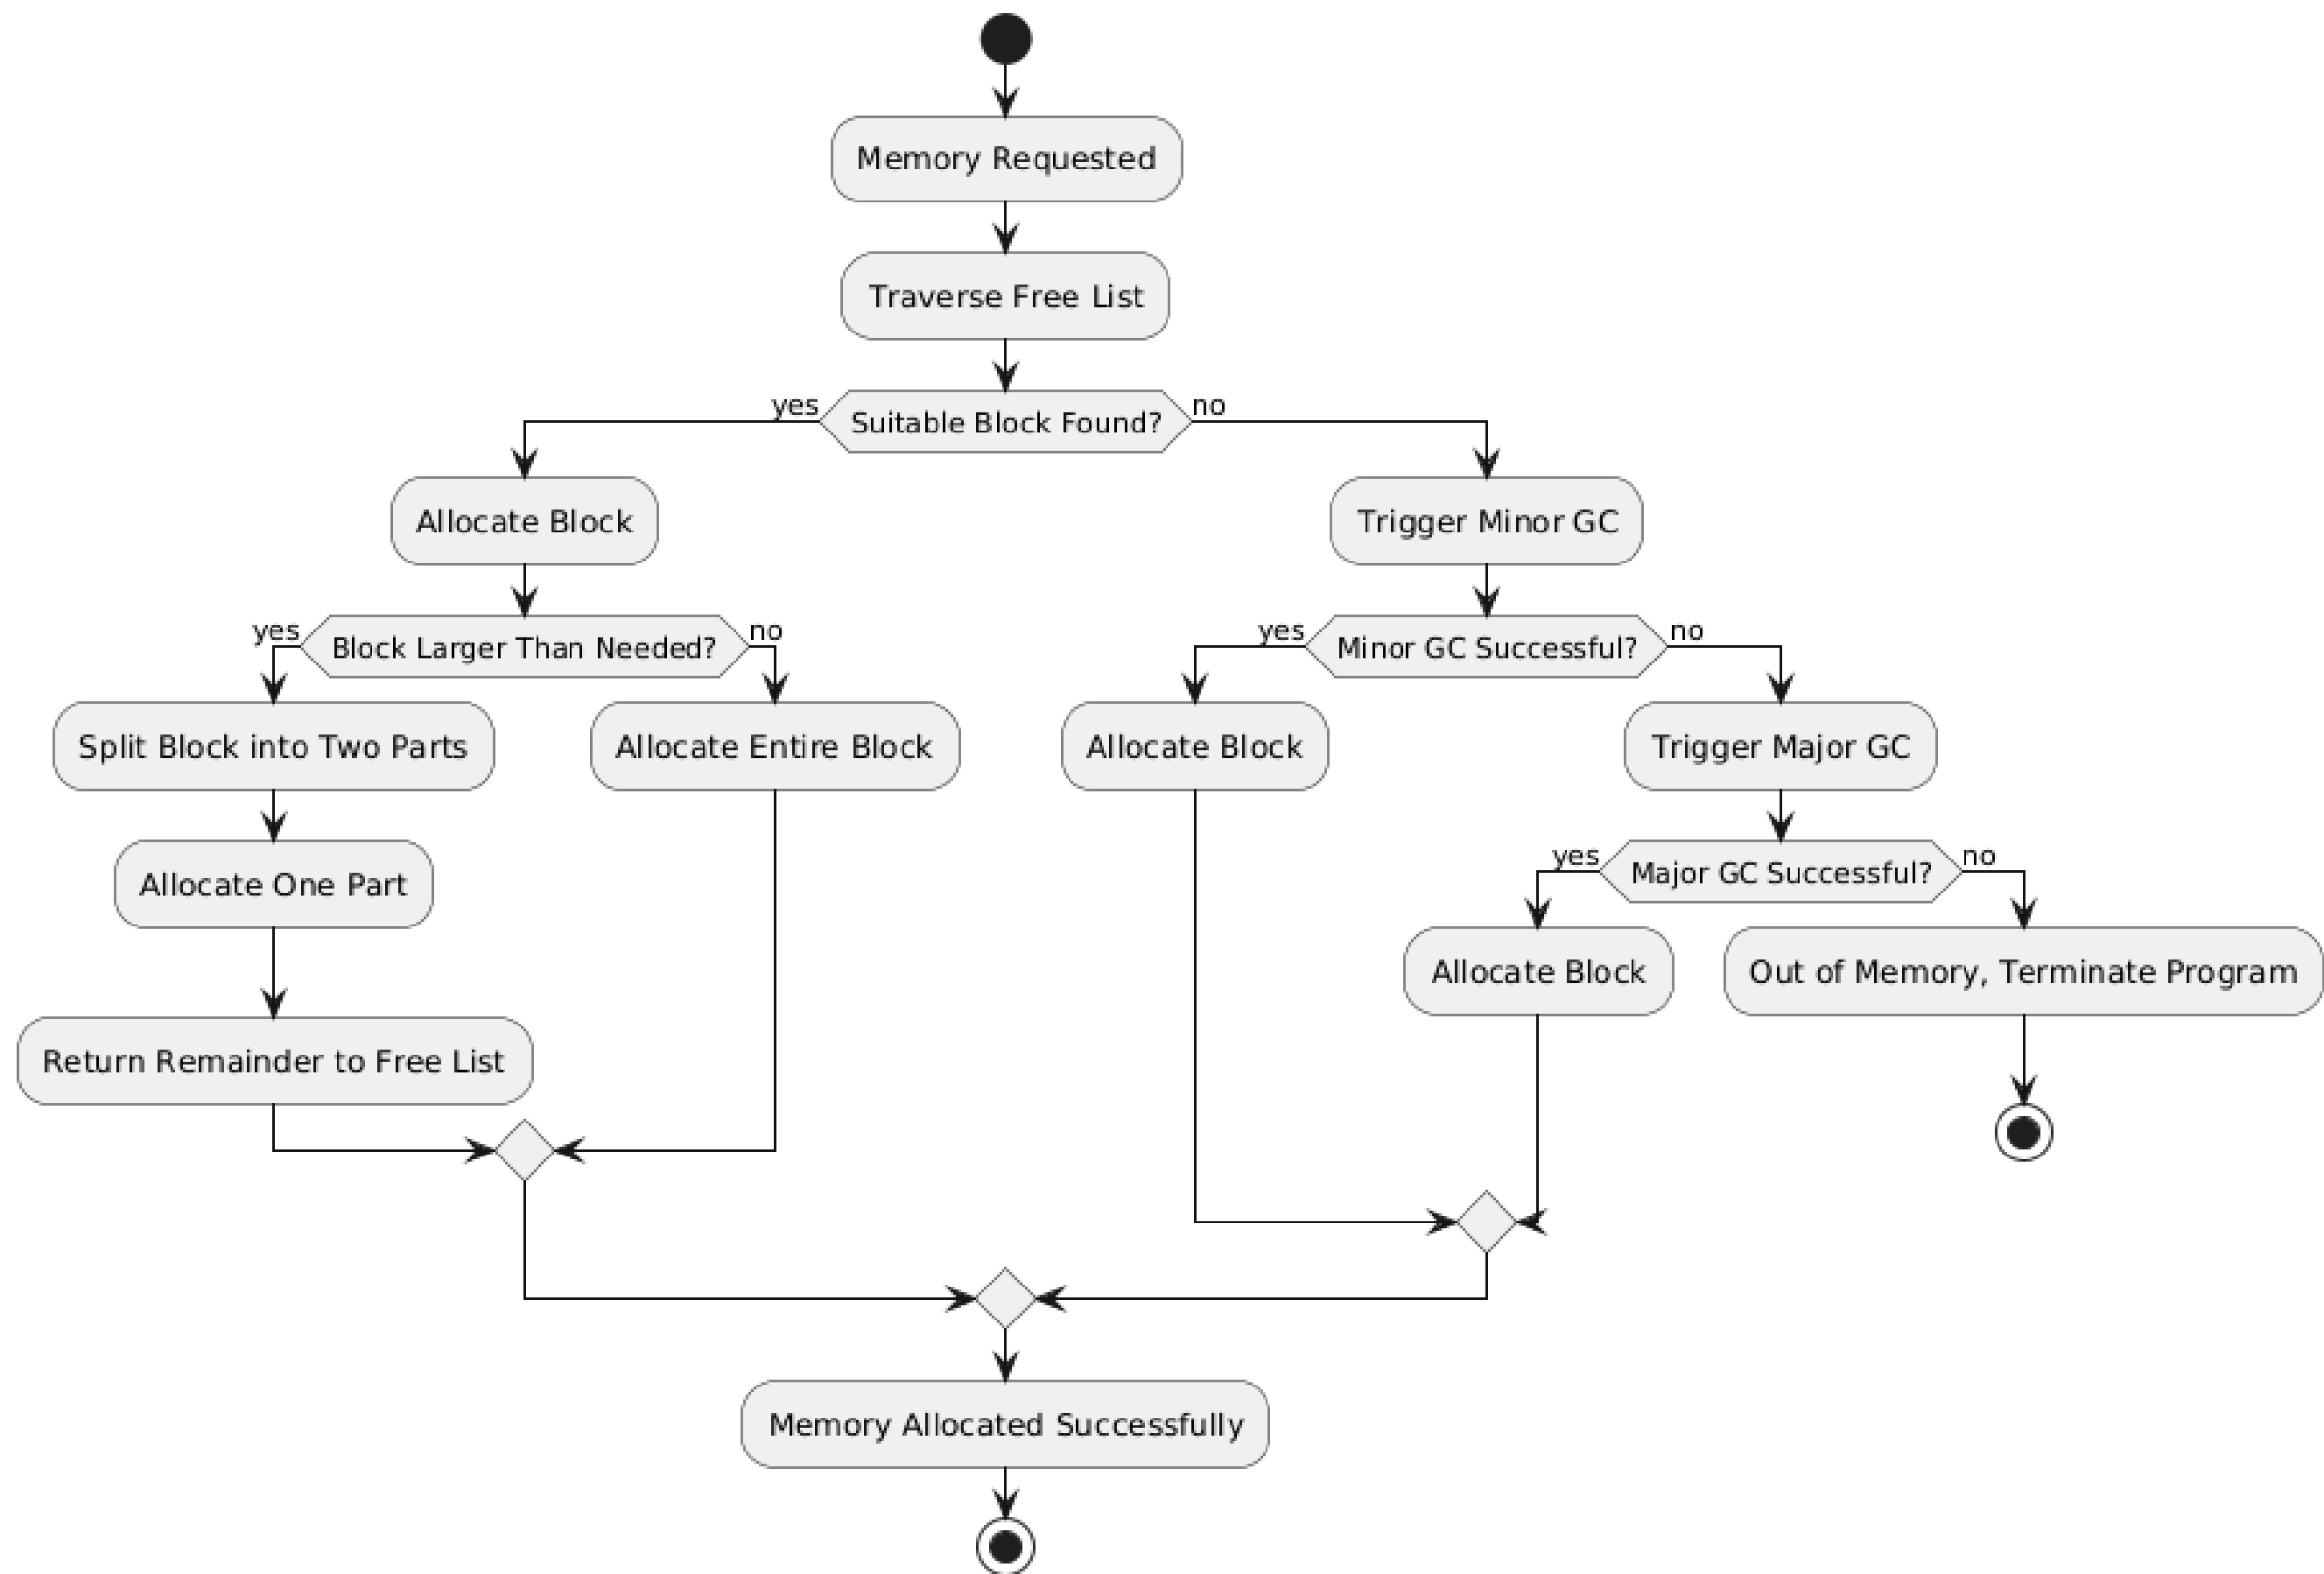 Memory Requested
Traverse Free List
yes
Suitable Block Found?
no
Allocate Block
Trigger Minor GC
yes
Block Larger Than Needed?
no
yes
Minor GC Successful?
no
Split Block into Two Parts
Allocate Entire Block
Allocate Block
Trigger Major GC
Allocate One Part
yes
Major GC Successful?
no
Allocate Block
Out of Memory, Terminate Program
Return Remainder to Free List
Memory Allocated Successfully